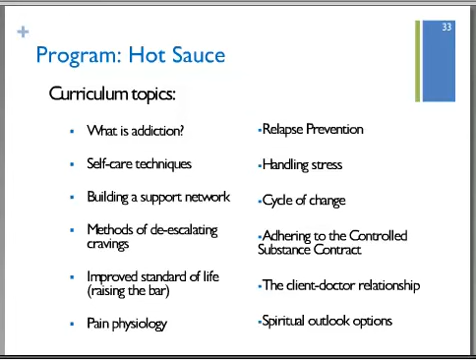 33
+
Program: Hot Sauce
Curriculum topics:
▪ What is addiction?
▪ Self-care techniques
▪ Building a support network
▪ Methods of de-escalating
cravings
▪ Improved standard of life
(raising the bar)
▪ Pain physiology
•Relapse Prevention
•Handling stress
•Cycle of change
•Adhering to the Controlled
Substance Contract
•The client-doctor relationship
•Spiritual outlook options